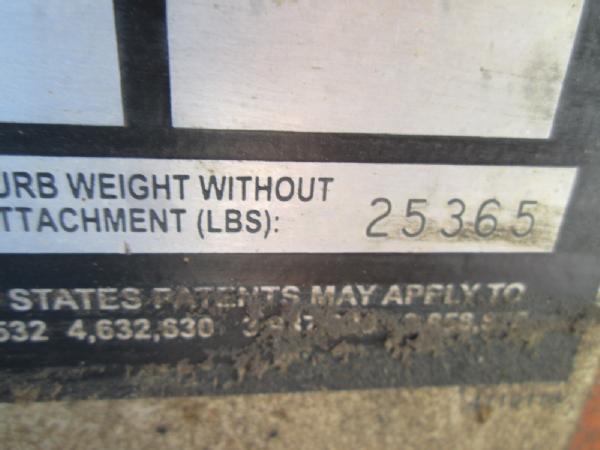 URB WEIGHT WITHOUT
TTACHMENT (LBS): 25365
STATES PATENTS MAY APPLY TO
532 4,632,630